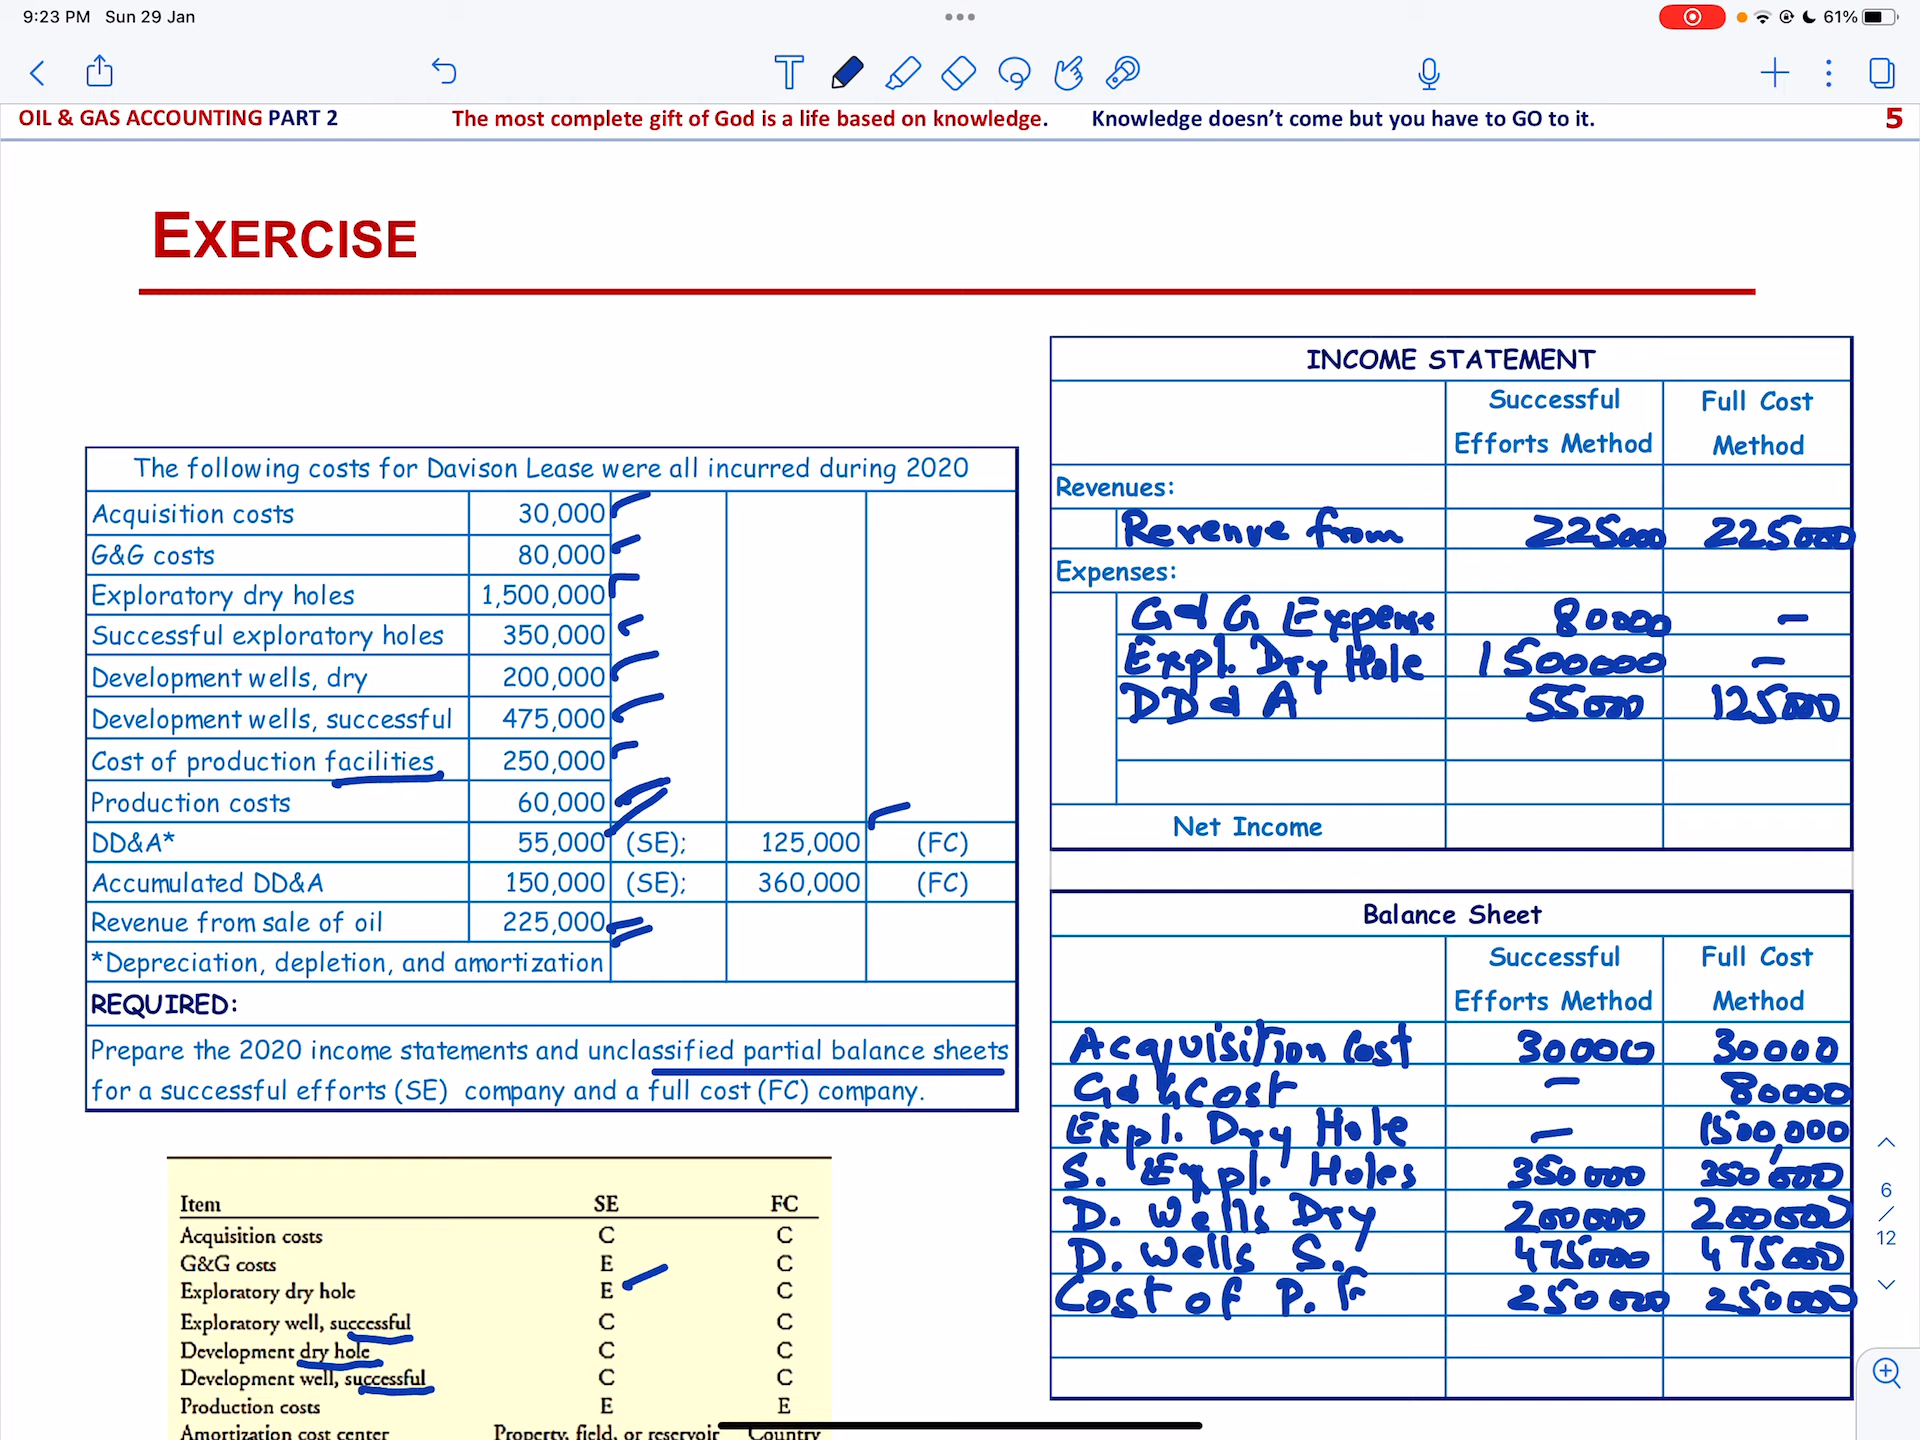 9:23 PM Sun 29 Jan
61%
OIL & GAS ACCOUNTING PART 2 The most complete gift of God is a life based on knowledge. Knowledge doesn't come but you have to GO to it. 5
EXERCISE
The following costs for Davison Lease were all incurred during 2020
Acquisition costs 30,000
G&G costs 80,000
Exploratory dry holes 1,500,000
Successful exploratory holes 350,000
Development wells, dry 200,000
Development wells, successful 475,000
Cost of production facilities 250,000
Production costs 60,000
DD&A* 55,000 (SE); 125,000 (FC)
Accumulated DD&A 150,000 (SE); 360,000 (FC)
Revenue from sale of oil 225,000
*Depreciation, depletion, and amortization
REQUIRED:
Prepare the 2020 income statements and unclassified partial balance sheets
for a successful efforts (SE) company and a full cost (FC) company.
Item SE FC
Acquisition costs C C
G&G costs E C
Exploratory dry hole E C
Exploratory well, successful C C
Development dry hole C C
Development well, successful C C
Production costs E E
Amortization cost center Property, field, or reservoir Country
INCOME STATEMENT
Successful Full Cost
Efforts Method Method
Revenues:
Revenue from 225000 225000
Expenses:
G & G Expense 80000 -
Expl. Dry Hole 1500000 -
DD & A 55000 125000
Net Income
Balance Sheet
Successful Full Cost
Efforts Method Method
Acquisition Cost 30000 30000
G & G Cost - 80000
Expl. Dry Hole - 1500,000
S. Expl. Holes 350000 350000
D. Wells Dry 200000 200000
D. Wells S. 475000 475000
Cost of P. F 250000 250000
6
/
12